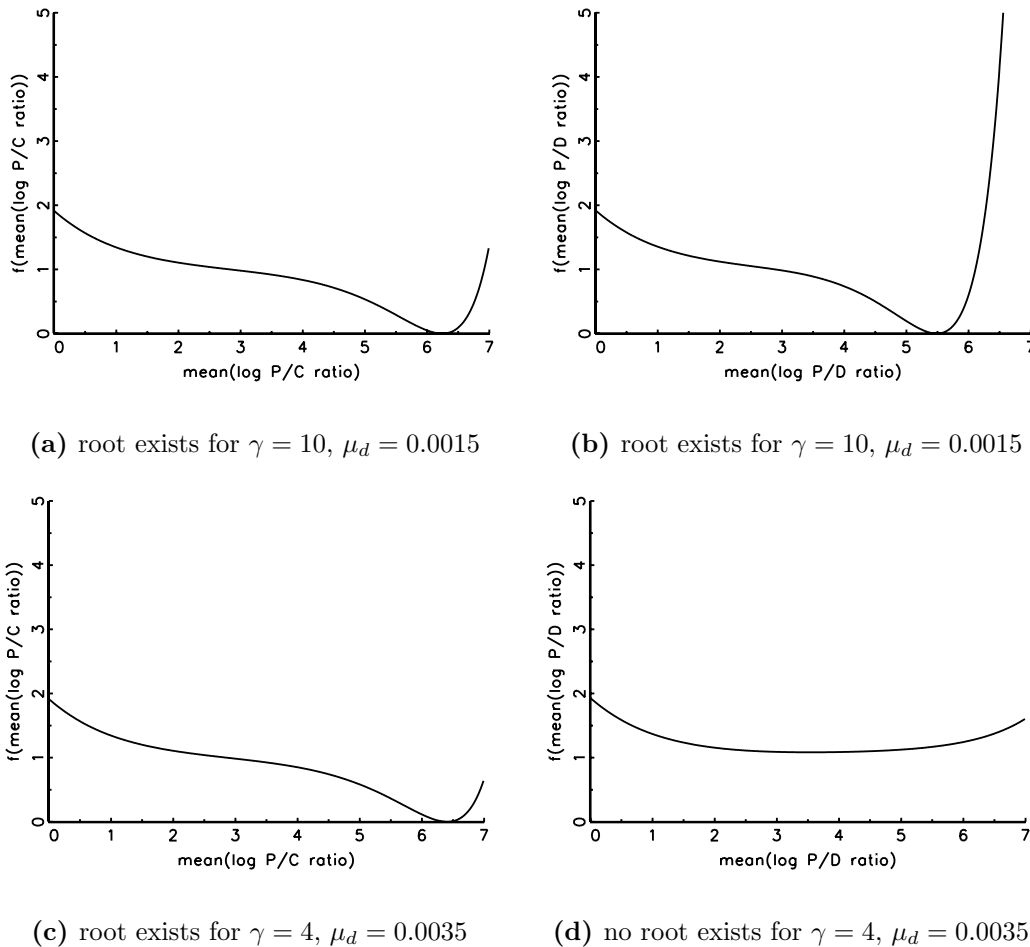 f(mean(log P/C ratio))
5
4
3
2
1
0
0 1 2 3 4 5 6 7
mean(log P/C ratio)
f(mean(log P/D ratio))
5
4
3
2
1
0
0 1 2 3 4 5 6 7
mean(log P/D ratio)
(a) root exists for γ = 10, μ_d = 0.0015
(b) root exists for γ = 10, μ_d = 0.0015
f(mean(log P/C ratio))
5
4
3
2
1
0
0 1 2 3 4 5 6 7
mean(log P/C ratio)
f(mean(log P/D ratio))
5
4
3
2
1
0
0 1 2 3 4 5 6 7
mean(log P/D ratio)
(c) root exists for γ = 4, μ_d = 0.0035
(d) no root exists for γ = 4, μ_d = 0.0035